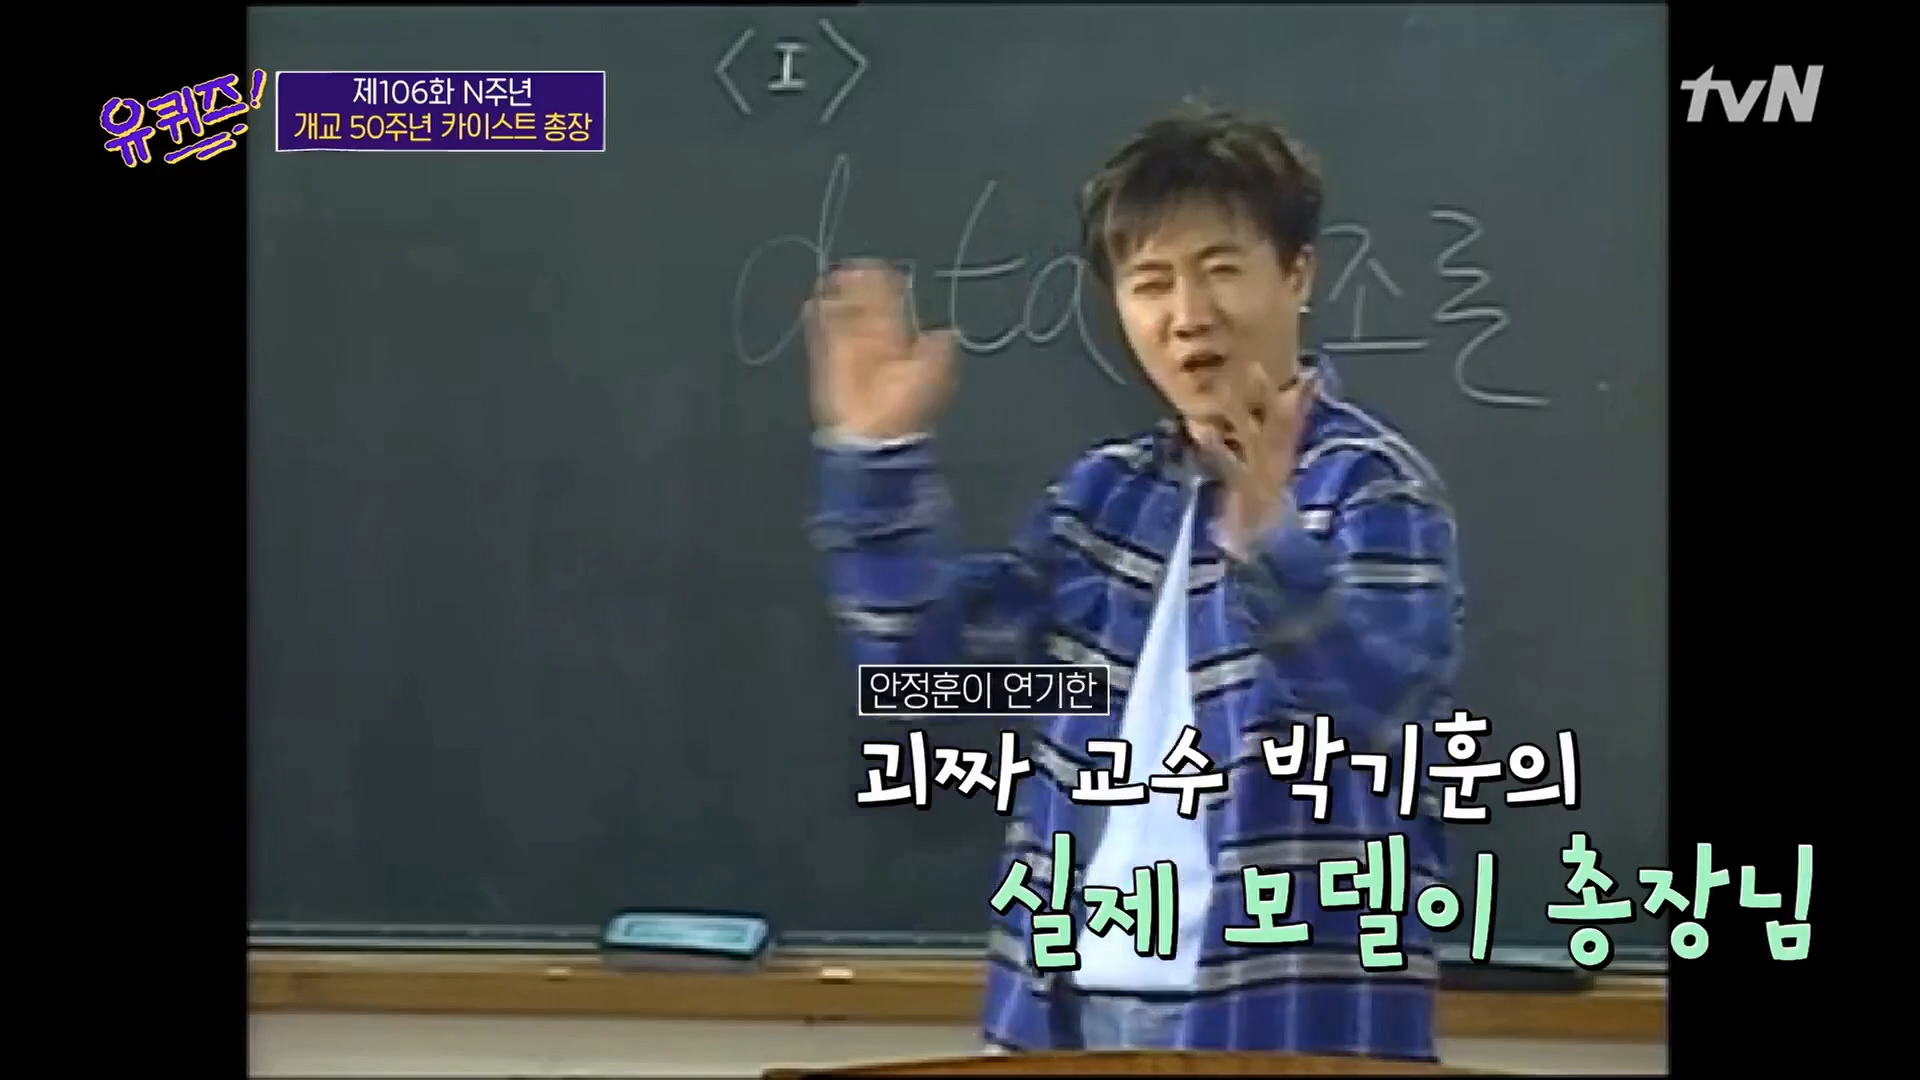 유퀴즈!
제106화 N주년
개교 50주년 카이스트 총장
tvN
〈I〉
data 조를
안정훈이 연기한
괴짜 교수 박기훈의
실제 모델이 총장님